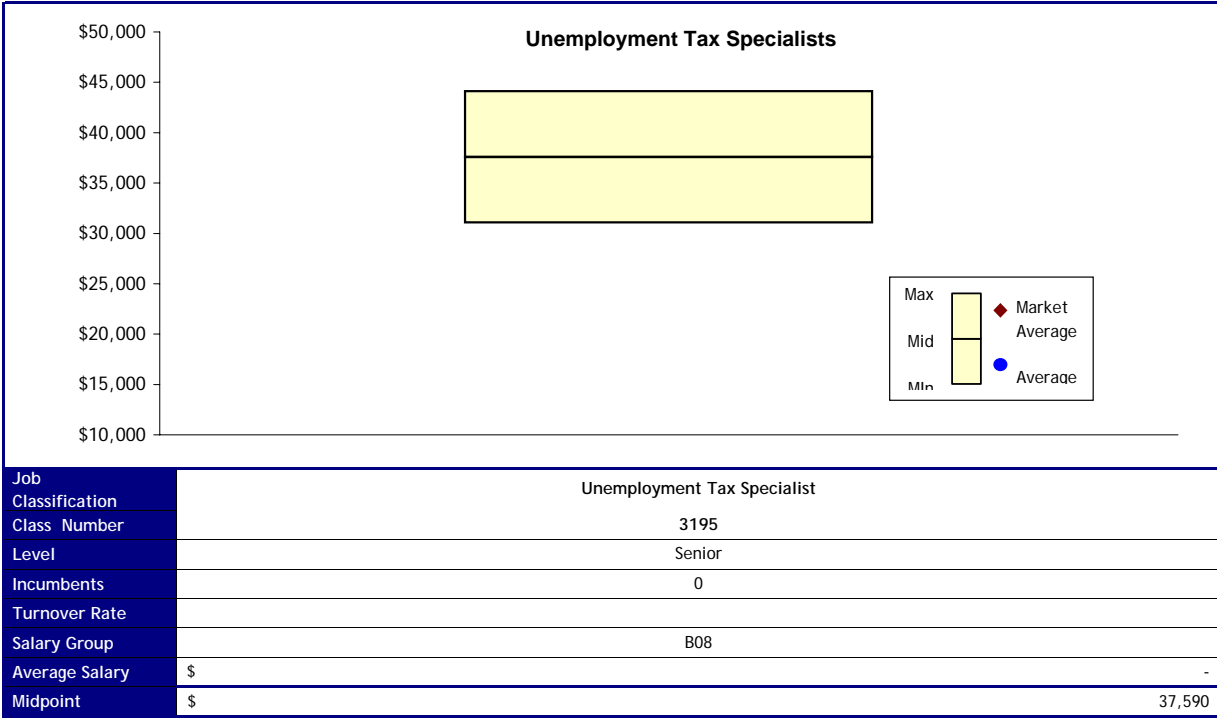 Unemployment Tax Specialists
$50,000
$45,000
$40,000
$35,000
$30,000
$25,000
$20,000
$15,000
$10,000
Max
Mid
MIn
Market
Average
Average
Job
Classification
Unemployment Tax Specialist
Class Number 3195
Level Senior
Incumbents 0
Turnover Rate
Salary Group B08
Average Salary $ -
Midpoint $ 37,590